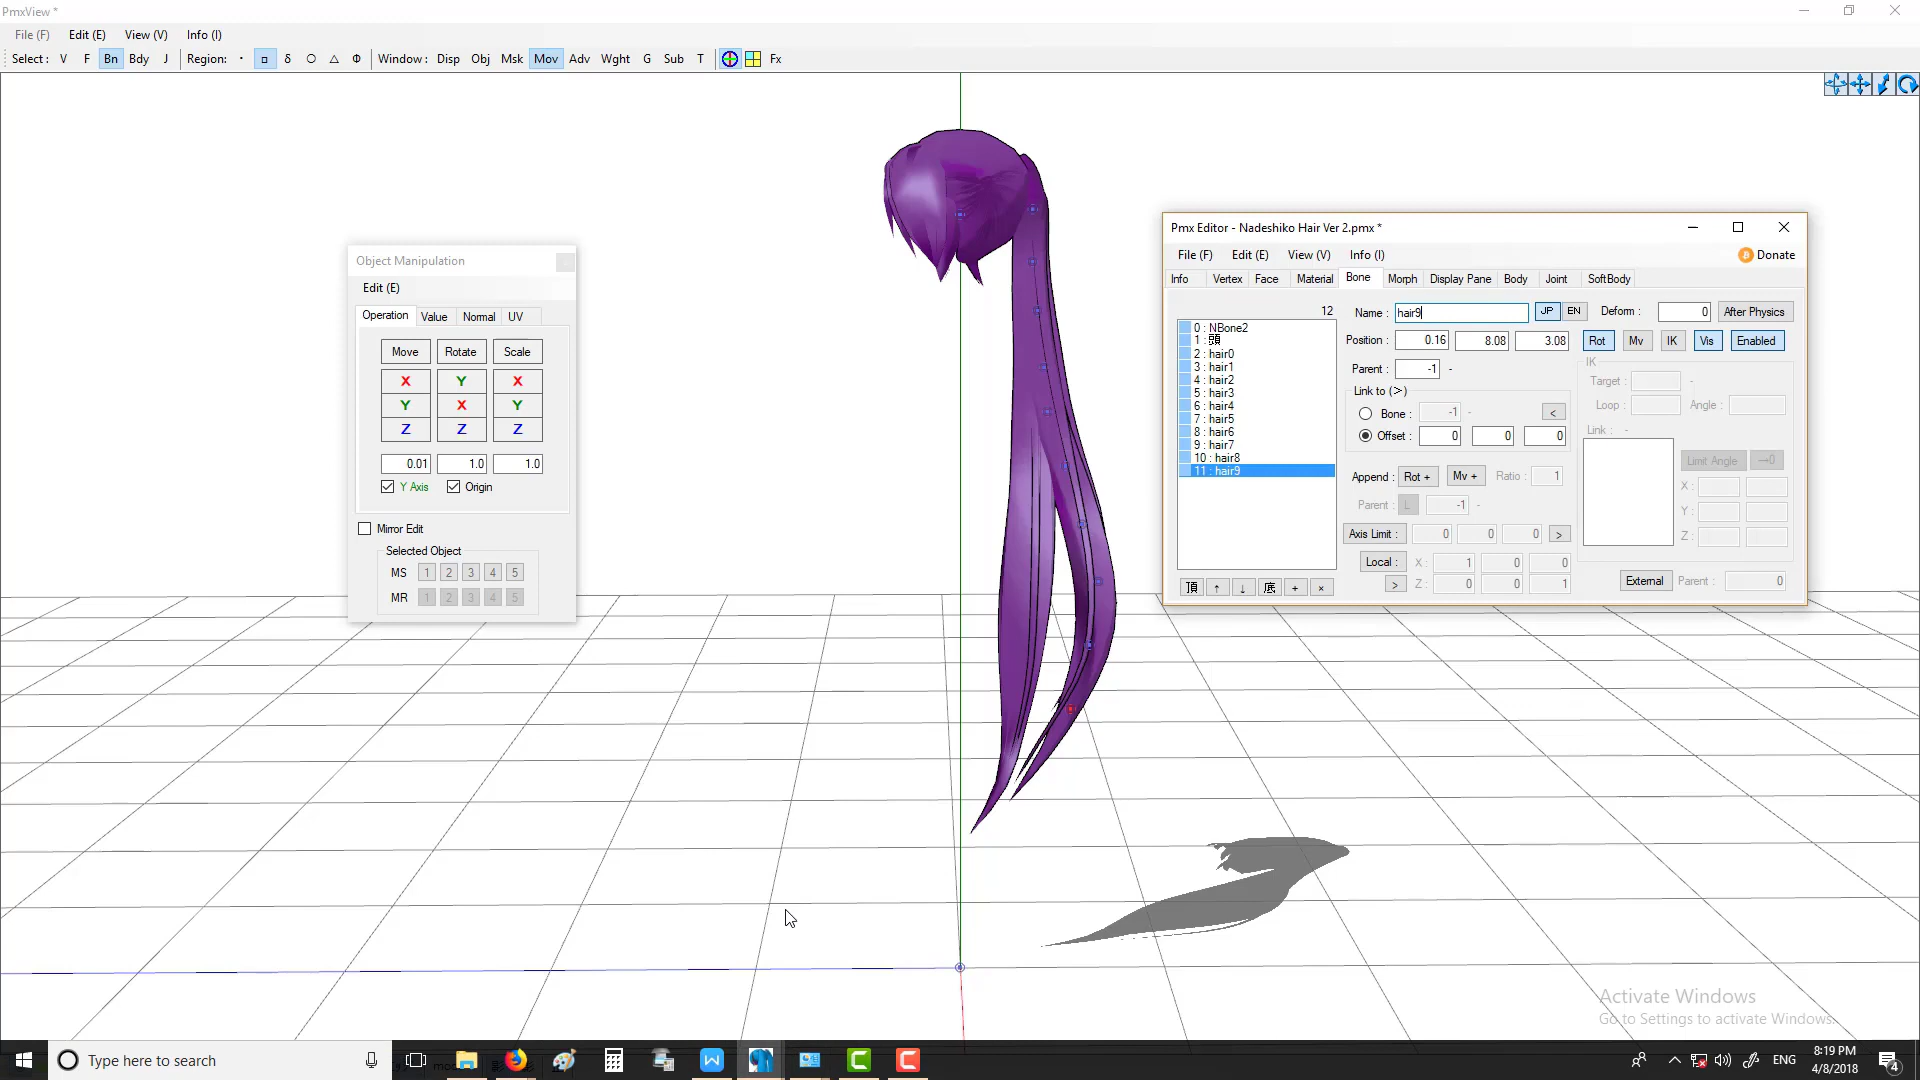 PmxView *
File (F) Edit (E) View (V) Info (I)
Select : V F Bn Bdy J Region: Window : Disp Obj Msk Mov Adv Wght G Sub T Fx
Object Manipulation
Edit (E)
Operation Value Normal UV
Move Rotate Scale
X Y X
Y X Y
Z Z Z
0.01 1.0 1.0
Y Axis Origin
Mirror Edit
Selected Object
MS 1 2 3 4 5
MR 1 2 3 4 5
Pmx Editor - Nadeshiko Hair Ver 2.pmx *
File (F) Edit (E) View (V) Info (I) Donate
Info Vertex Face Material Bone Morph Display Pane Body Joint SoftBody
12
0 : NBone2
1 : 頭
2 : hair0
3 : hair1
4 : hair2
5 : hair3
6 : hair4
7 : hair5
8 : hair6
9 : hair7
10 : hair8
11 : hair9
頂 ↑ ↓ 底 + ×
Name : hair9 JP EN Deform : 0 After Physics
Position : 0.16 8.08 3.08 Rot Mv IK Vis Enabled
Parent : -1 -
Link to (>)
Bone : -1 - <
Offset : 0 0 0
Append : Rot + Mv + Ratio : 1
Parent : L -1 -
Axis Limit : 0 0 0 >
Local : X : 1 0 0
> Z : 0 0 1
IK
Target : -
Loop : Angle :
Link : -
Limit Angle →0
X :
Y :
Z :
External Parent : 0
Activate Windows
Go to Settings to activate Windows.
Type here to search
ENG
8:19 PM
4/8/2018
4